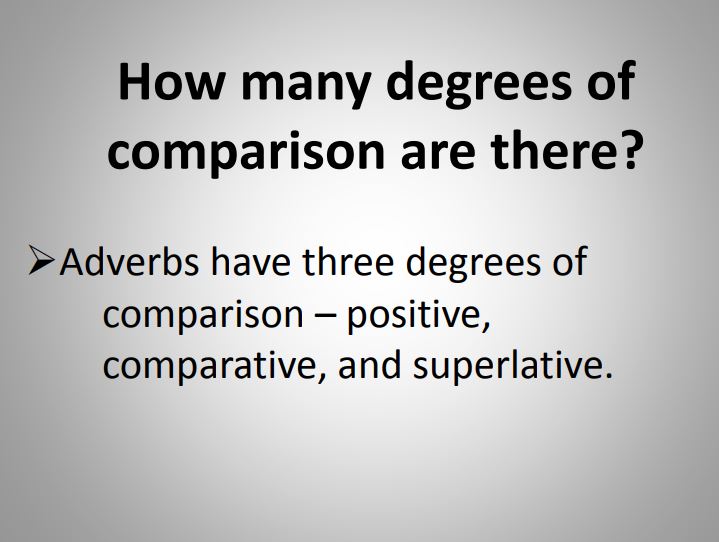 How many degrees of
comparison are there?
➢Adverbs have three degrees of
comparison – positive,
comparative, and superlative.